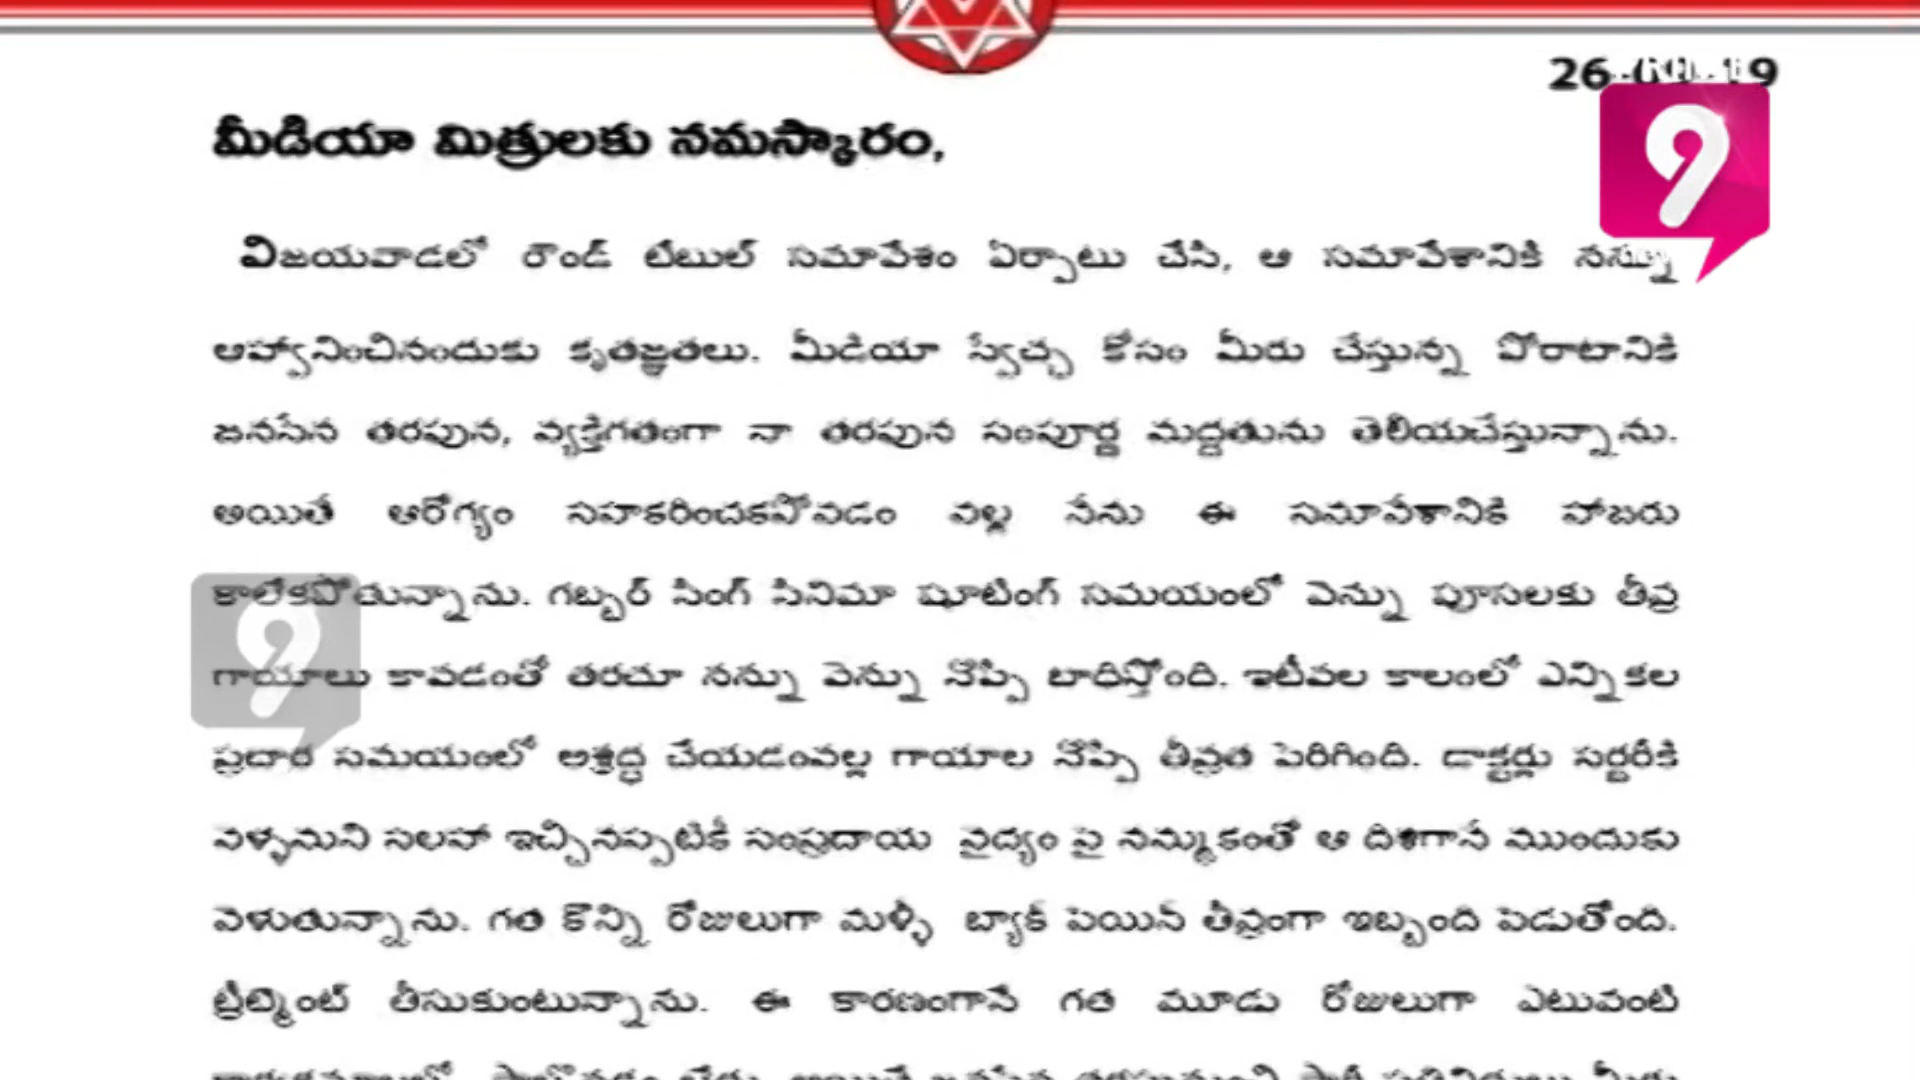 మీడియా మిత్రులకు నమస్కారం,
విజయవాడలో రౌండ్ టేబుల్ సమావేశం ఏర్పాటు చేసి, ఆ సమావేశానికి నన్ను
ఆహ్వానించినందుకు కృతజ్ఞతలు. మీడియా స్వేచ్ఛ కోసం మీరు చేస్తున్న పోరాటానికి
జనసేన తరపున, వ్యక్తిగతంగా నా తరపున సంపూర్ణ మద్దతును తెలియచేస్తున్నాను.
అయితే ఆరోగ్యం సహకరించకపోవడం వల్ల నేను ఈ సమావేశానికి హాజరు
కాలేకపోతున్నాను. గబ్బర్ సింగ్ సినిమా షూటింగ్ సమయంలో వెన్ను పూసలకు తీవ్ర
గాయాలు కావడంతో తరచూ నన్ను వెన్ను నొప్పి బాధిస్తోంది. ఇటీవల కాలంలో ఎన్నికల
ప్రచార సమయంలో అశ్రద్ధ చేయడంవల్ల గాయాల నొప్పి తీవ్రత పెరిగింది. డాక్టర్లు సర్జరీకి
వెళ్ళమని సలహా ఇచ్చినప్పటికీ సంప్రదాయ వైద్యం పై నమ్మకంతో ఆ దిశగానే ముందుకు
వెళుతున్నాను. గత కొన్ని రోజులుగా మళ్ళీ బ్యాక్ పెయిన్ తీవ్రంగా ఇబ్బంది పెడుతోంది.
ట్రీట్మెంట్ తీసుకుంటున్నాను. ఈ కారణంగానే గత మూడు రోజులుగా ఎటువంటి
9
9